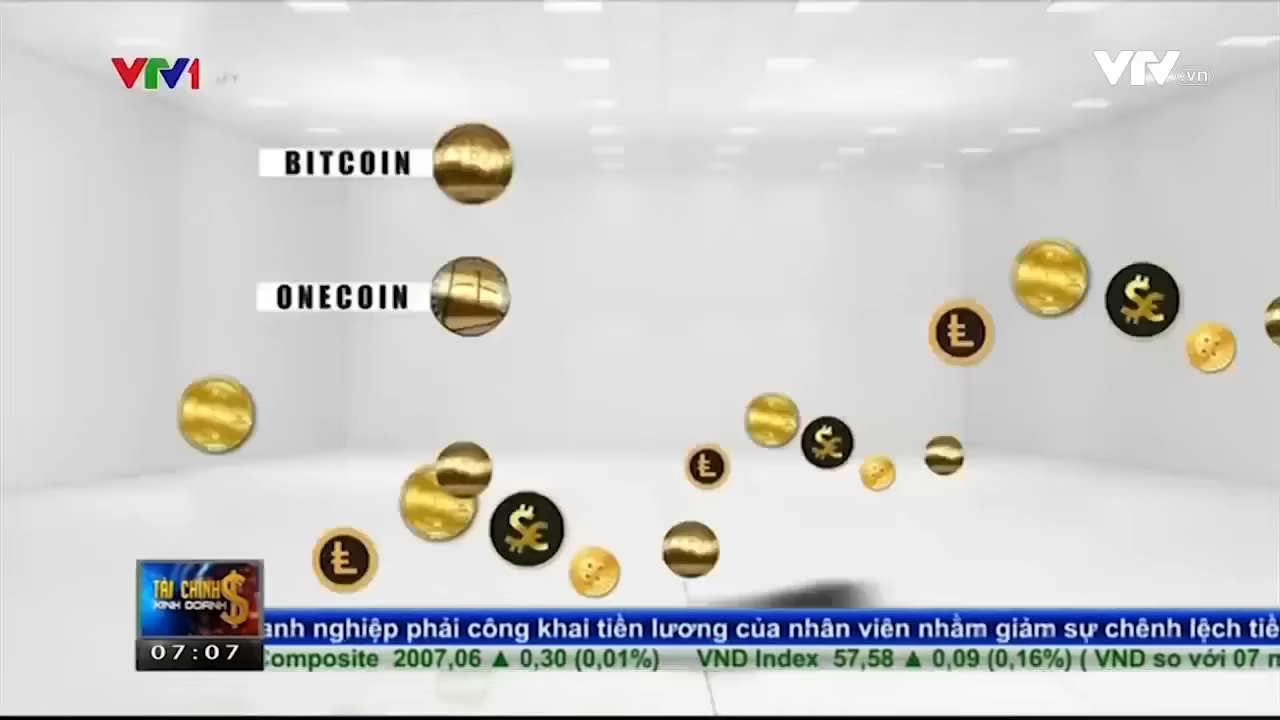 VTV1
VTV.vn
BITCOIN
ONECOIN
TÀI CHÍNH $
KINH DOANH
07:07
anh nghiệp phải công khai tiền lương của nhân viên nhằm giảm sự chênh lệch tiề
Composite 2007,06 ▲ 0,30 (0,01%) VND Index 57,58 ▲ 0,09 (0,16%) ( VND so với 07 n